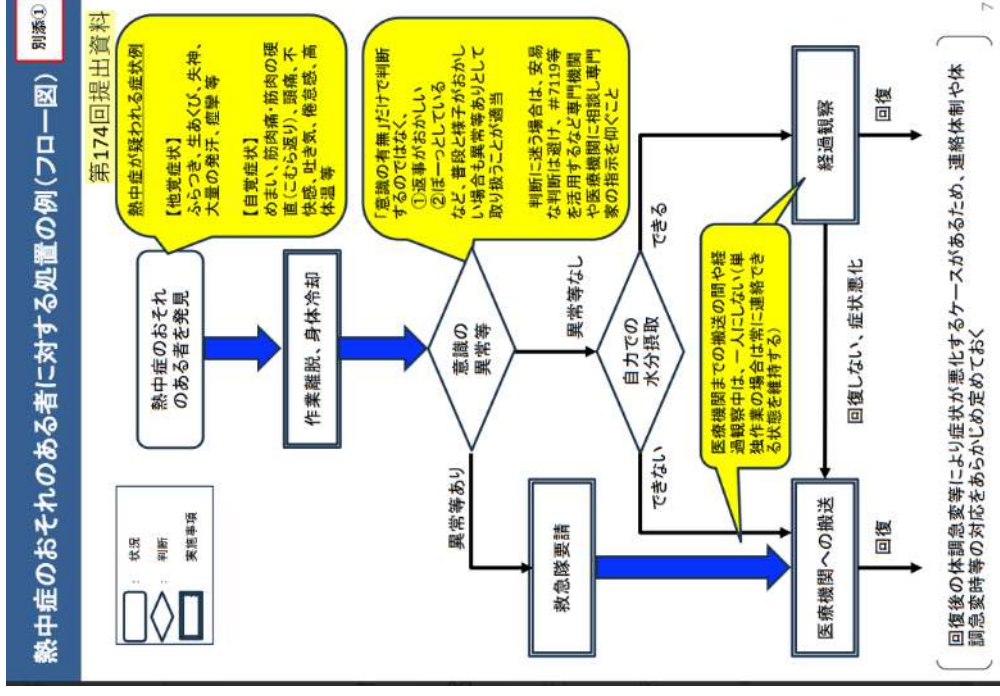 熱中症のおそれのある者に対する処置の例(フロー図)
別添①
第174回提出資料
：状況
：判断
：実施事項
熱中症のおそれ
のある者を発見
熱中症が疑われる症状例
【他覚症状】
ふらつき、生あくび、失神、
大量の発汗、痙攣 等
【自覚症状】
めまい、筋肉痛・筋肉の硬
直(こむら返り)、頭痛、不
快感、吐き気、倦怠感、高
体温 等
作業離脱、身体冷却
意識の
異常等
「意識の有無」だけで判断
するのではなく、
①返事がおかしい
②ぼーっとしている
など、普段と様子がおかし
い場合も異常等ありとして
取り扱うことが適当
判断に迷う場合は、安易
な判断は避け、#7119等
を活用するなど専門機関
や医療機関に相談し専門
家の指示を仰ぐこと
異常等あり
異常等なし
救急隊要請
自力での
水分摂取
できない
できる
医療機関までの搬送の間や経
過観察中は、一人にしない(単
独作業の場合は常に連絡でき
る状態を維持する)
医療機関への搬送
回復しない、症状悪化
経過観察
回復
回復
回復後の体調急変等により症状が悪化するケースがあるため、連絡体制や体
調急変時等の対応をあらかじめ定めておく
7